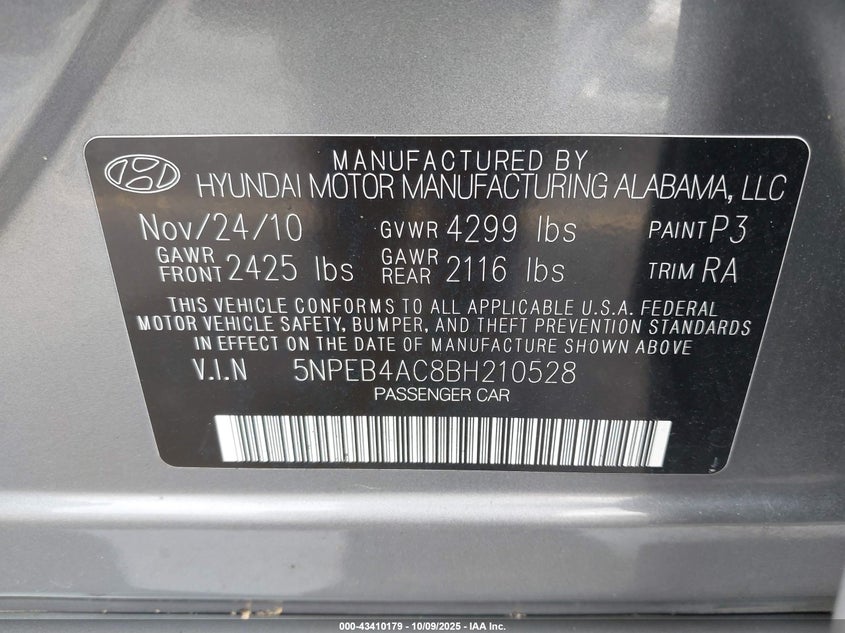 MANUFACTURED BY
HYUNDAI MOTOR MANUFACTURING ALABAMA, LLC
Nov/24/10 GVWR 4299 lbs PAINT P3
GAWR FRONT 2425 lbs GAWR REAR 2116 lbs TRIM RA
THIS VEHICLE CONFORMS TO ALL APPLICABLE U.S.A. FEDERAL
MOTOR VEHICLE SAFETY, BUMPER, AND THEFT PREVENTION STANDARDS
IN EFFECT ON THE DATE OF MANUFACTURE SHOWN ABOVE
V.I.N 5NPEB4AC8BH210528
PASSENGER CAR
000-43410179 - 10/09/2025 - IAA Inc.